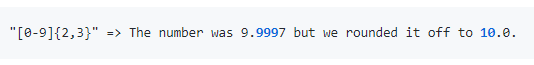 "[0-9]{2,3}" => The number was 9.9997 but we rounded it off to 10.0.